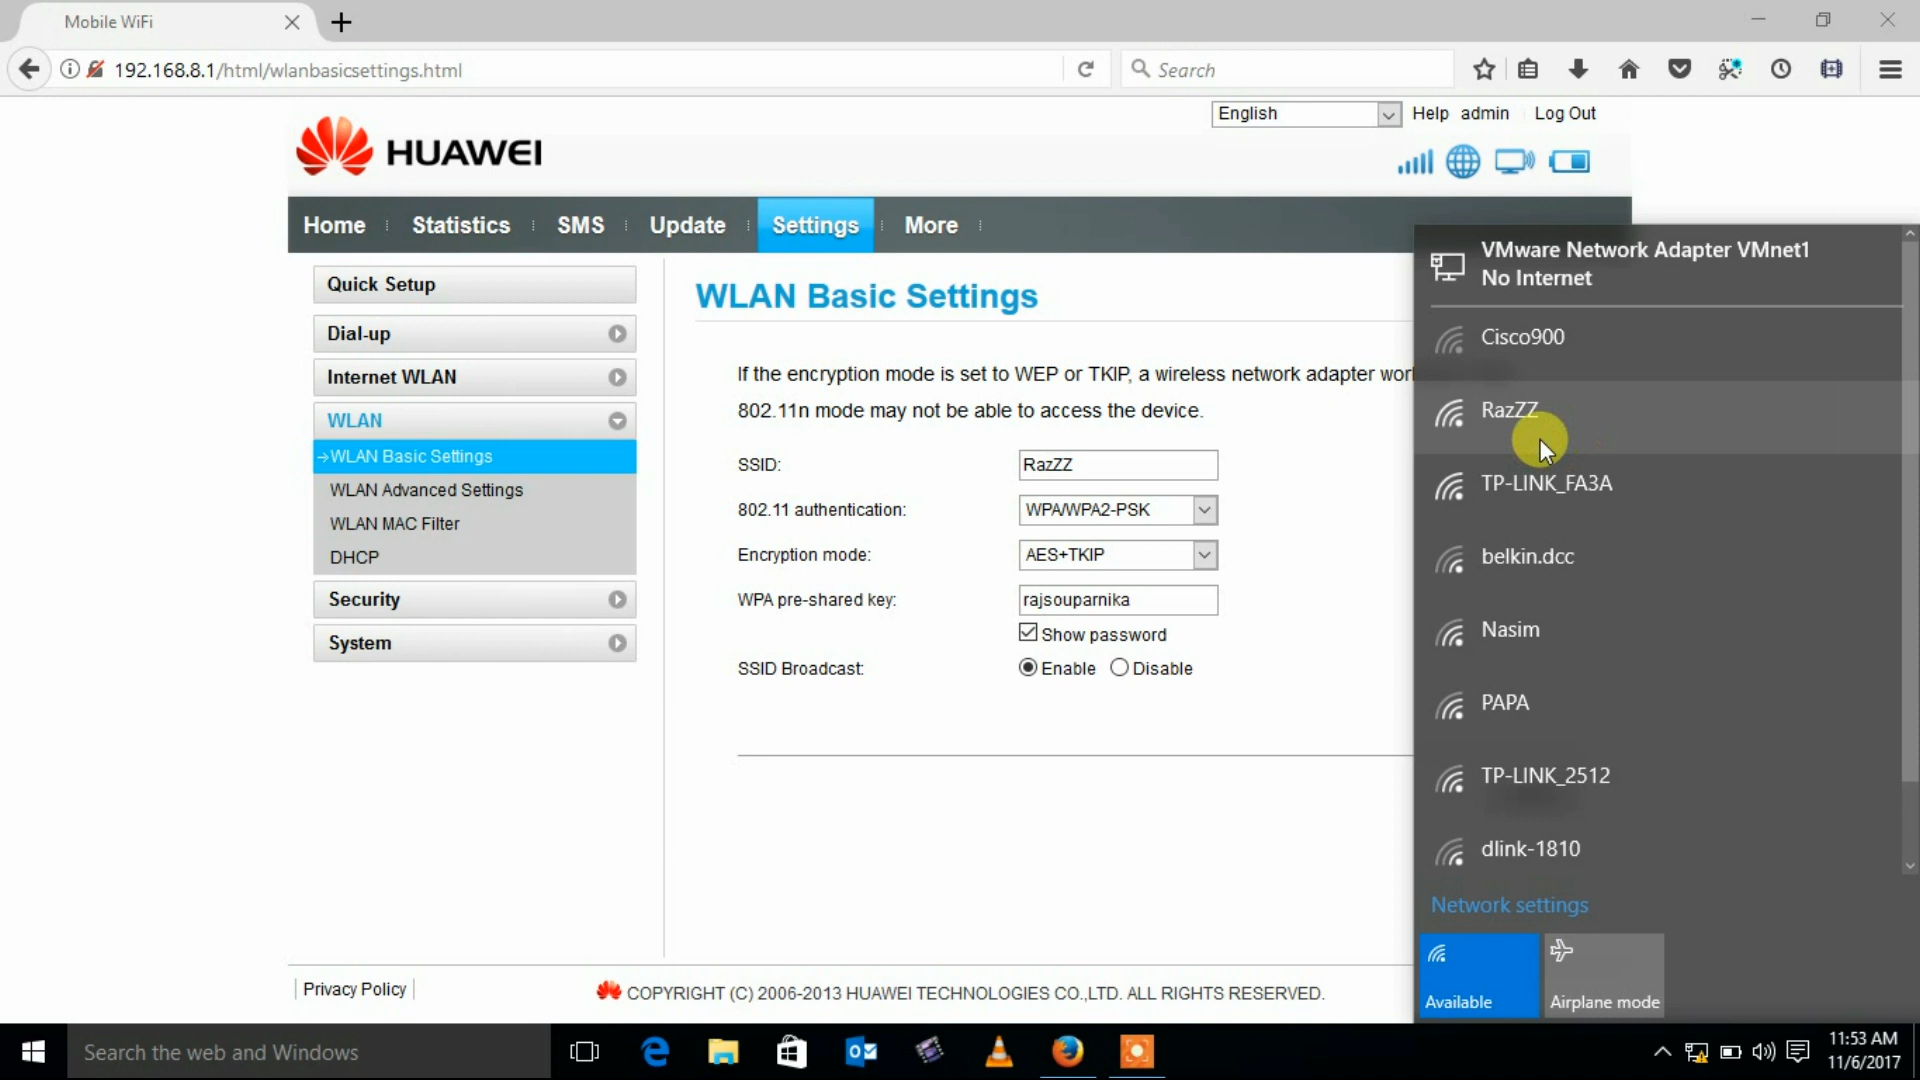 Mobile WiFi
192.168.8.1/html/wlanbasicsettings.html
Search
English
Help admin Log Out
HUAWEI
Home Statistics SMS Update Settings More
Quick Setup
Dial-up
Internet WLAN
WLAN
→WLAN Basic Settings
WLAN Advanced Settings
WLAN MAC Filter
DHCP
Security
System
WLAN Basic Settings
If the encryption mode is set to WEP or TKIP, a wireless network adapter
802.11n mode may not be able to access the device.
SSID: RazZZ
802.11 authentication: WPA/WPA2-PSK
Encryption mode: AES+TKIP
WPA pre-shared key: rajsouparnika
Show password
SSID Broadcast: Enable Disable
Privacy Policy
COPYRIGHT (C) 2006-2013 HUAWEI TECHNOLOGIES CO.,LTD. ALL RIGHTS RESERVED.
VMware Network Adapter VMnet1
No Internet
Cisco900
RazZZ
TP-LINK_FA3A
belkin.dcc
Nasim
PAPA
TP-LINK_2512
dlink-1810
Network settings
Available
Airplane mode
Search the web and Windows
11:53 AM
11/6/2017